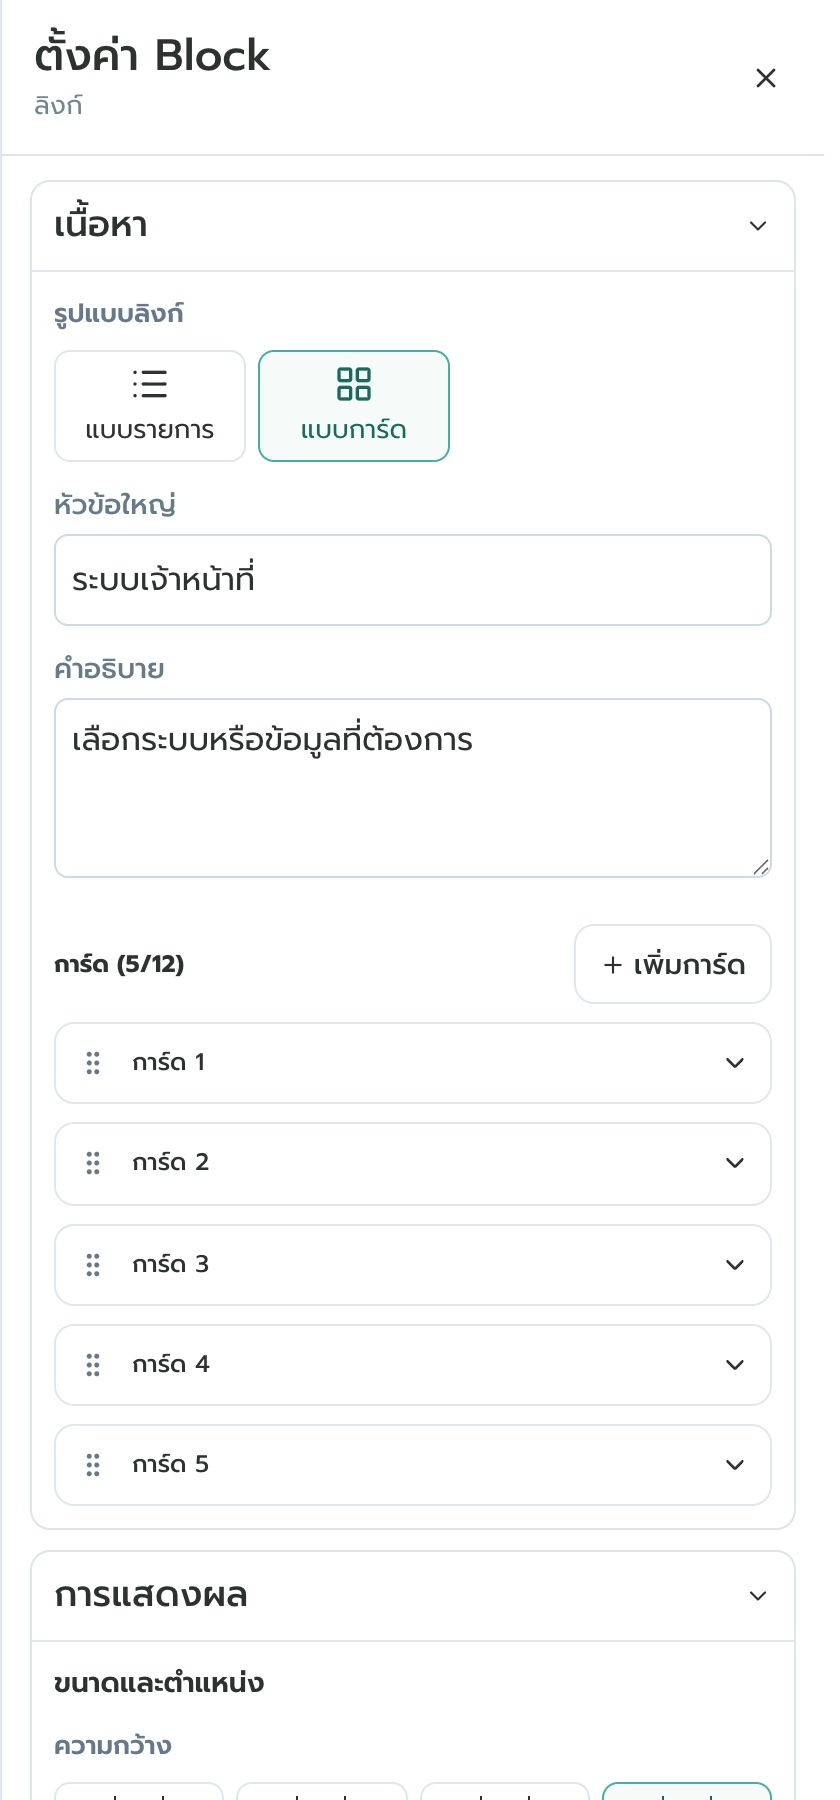 ตั้งค่า Block
ลิงก์
เนื้อหา
รูปแบบลิงก์
แบบรายการ
แบบการ์ด
หัวข้อใหญ่
ระบบเจ้าหน้าที่
คำอธิบาย
เลือกระบบหรือข้อมูลที่ต้องการ
การ์ด (5/12)
+ เพิ่มการ์ด
การ์ด 1
การ์ด 2
การ์ด 3
การ์ด 4
การ์ด 5
การแสดงผล
ขนาดและตำแหน่ง
ความกว้าง